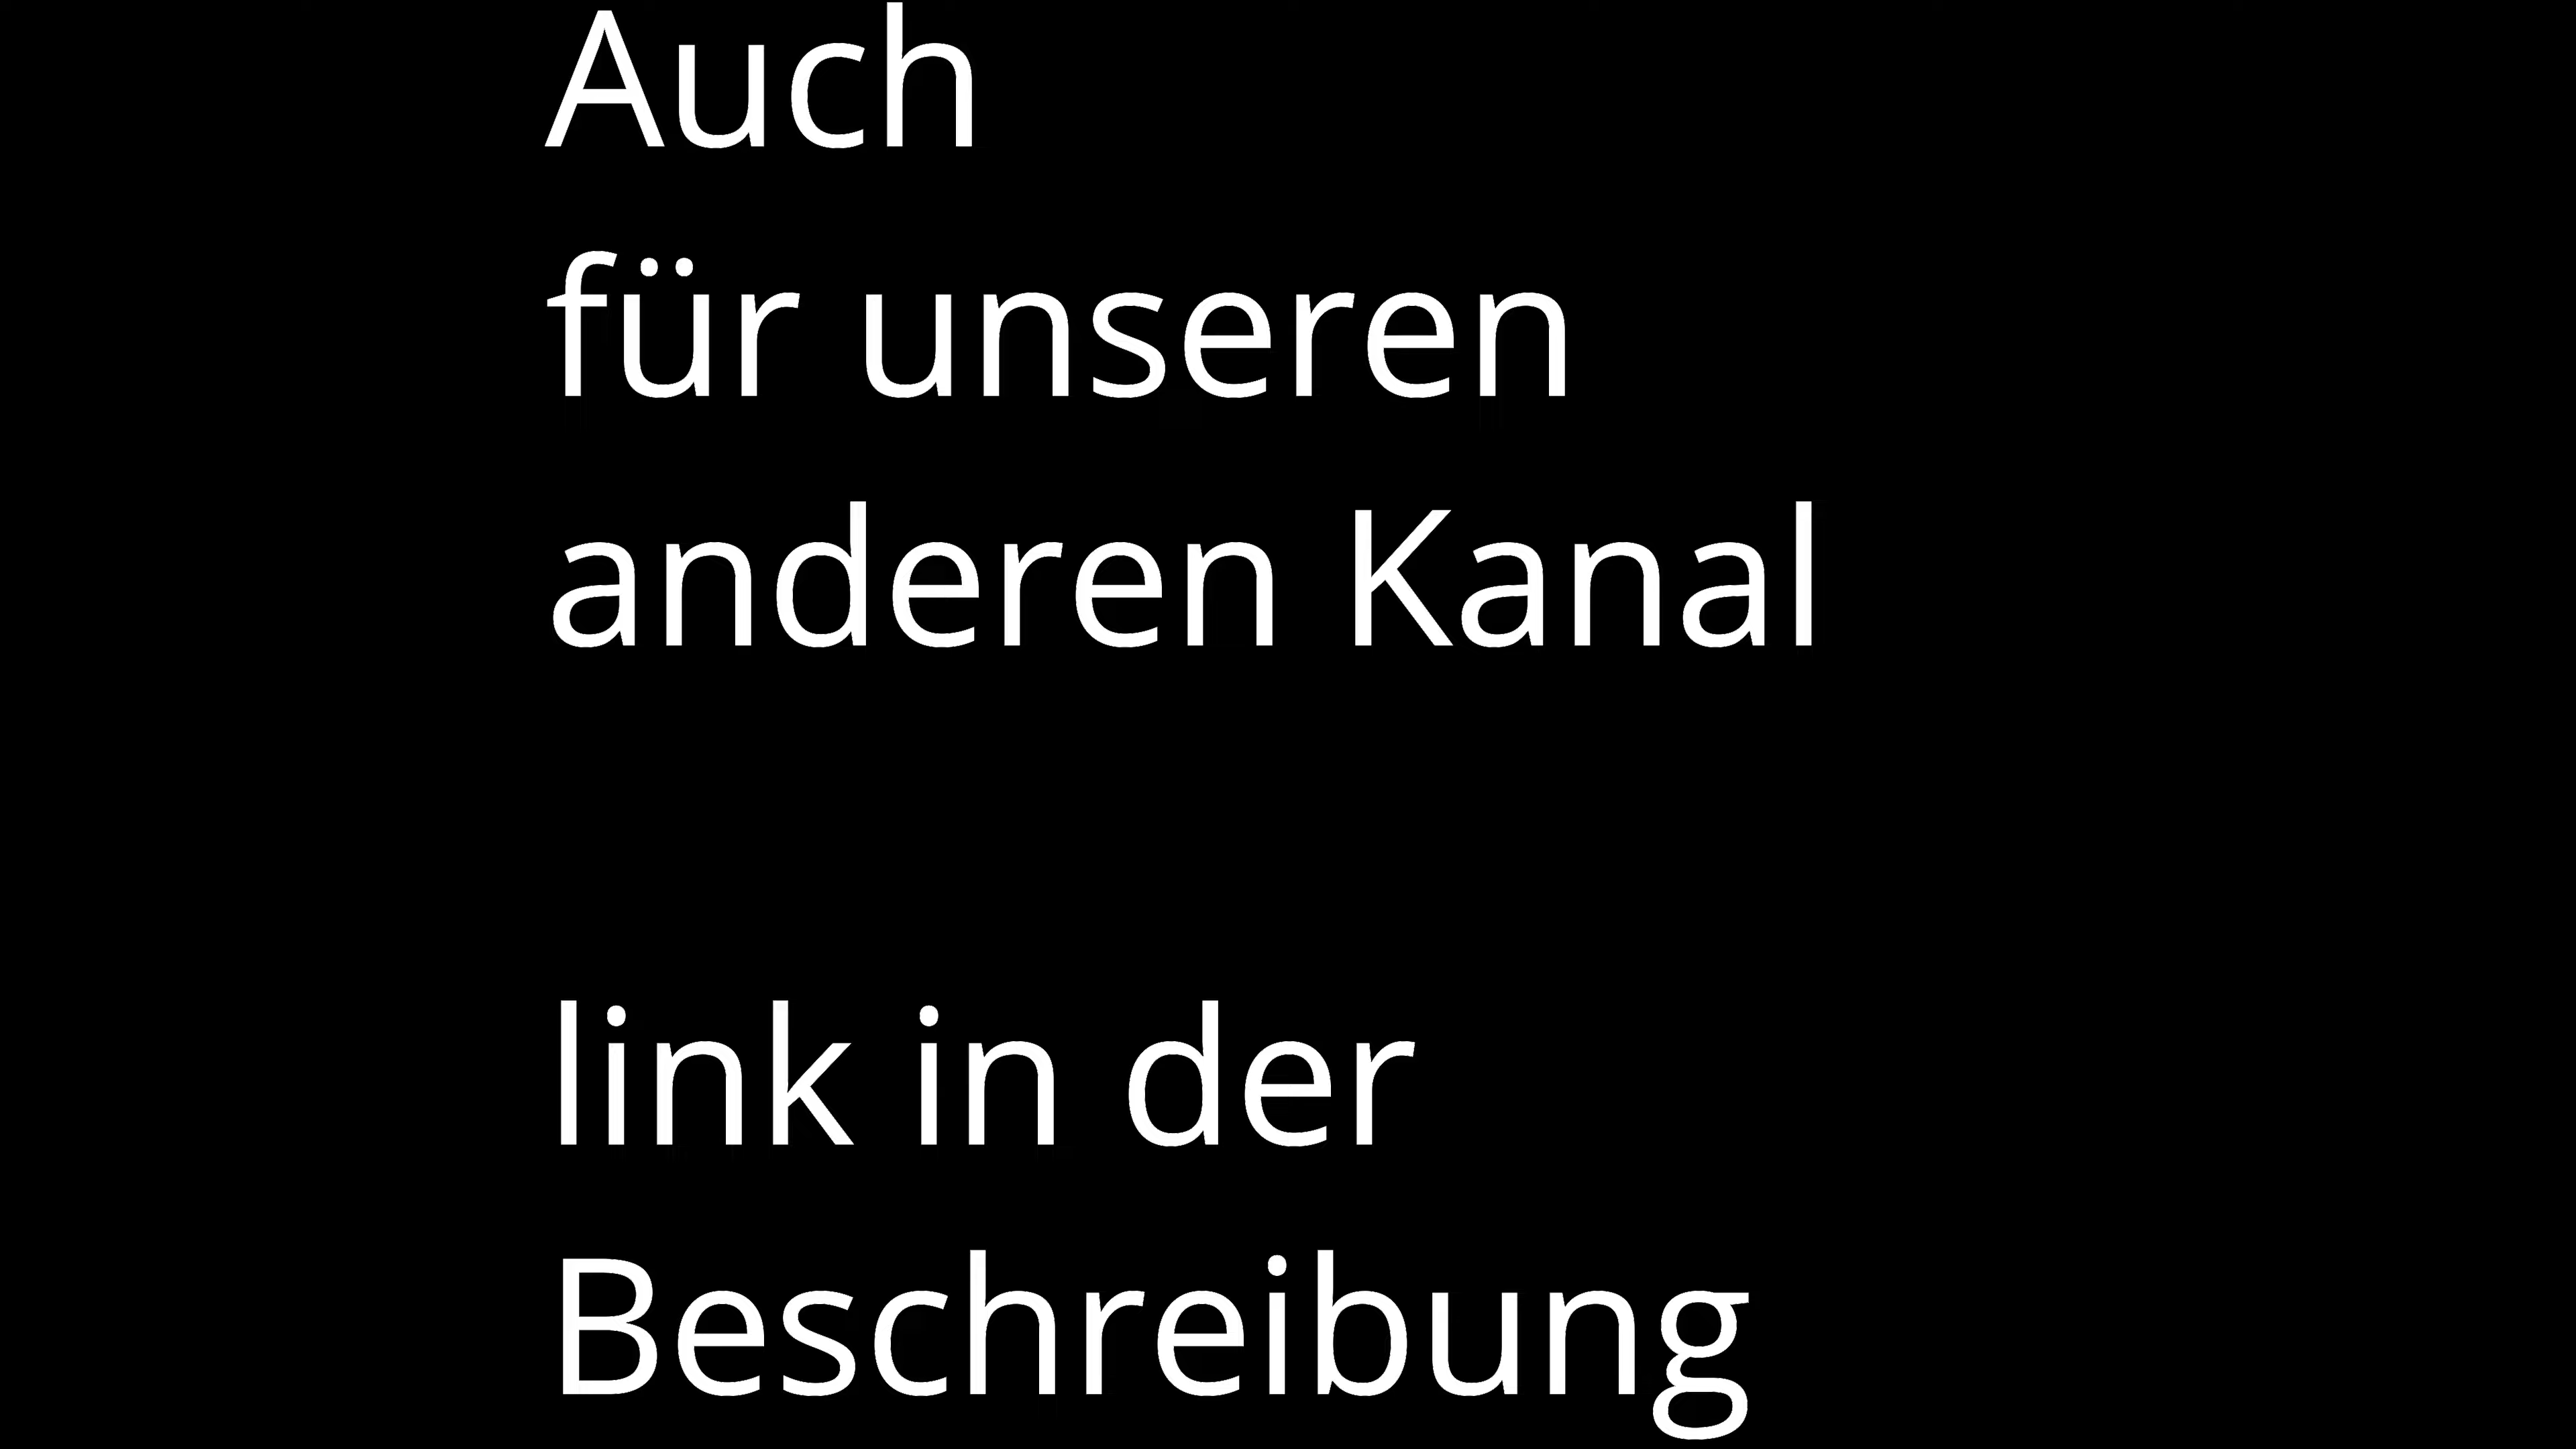 Auch
für unseren
anderen Kanal
link in der
Beschreibung